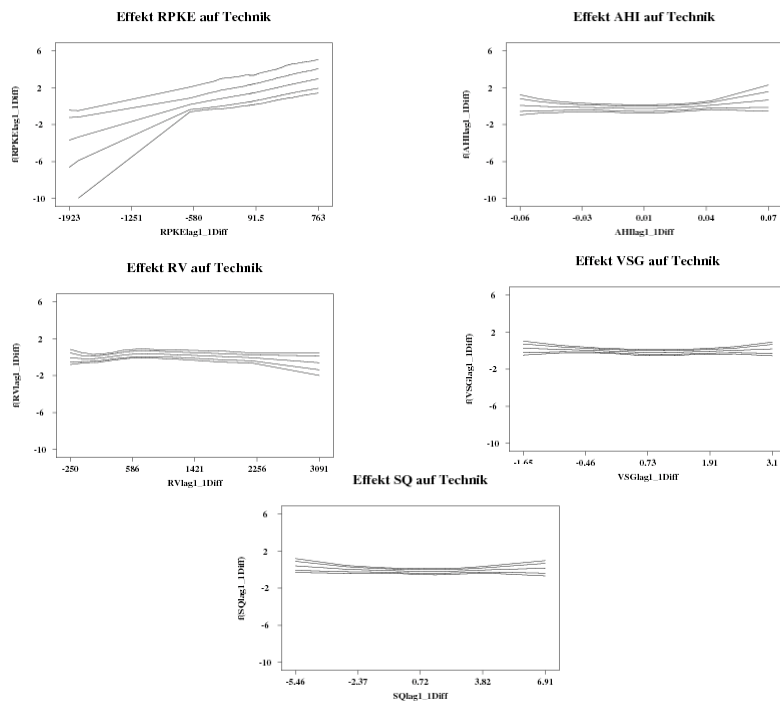 Effekt RPKE auf Technik
f(RPKElag1_1Diff)
6
2
-2
-6
-10
-1923 -1251 -580 91.5 763
RPKElag1_1Diff
Effekt AHI auf Technik
f(AHIlag1_1Diff)
6
2
-2
-6
-10
-0.06 -0.03 0.01 0.04 0.07
AHIlag1_1Diff
Effekt RV auf Technik
f(RVlag1_1Diff)
6
2
-2
-6
-10
-250 586 1421 2256 3091
RVlag1_1Diff
Effekt VSG auf Technik
f(VSGlag1_1Diff)
6
2
-2
-6
-10
-1.65 -0.46 0.73 1.91 3.1
VSGlag1_1Diff
Effekt SQ auf Technik
f(SQlag1_1Diff)
6
2
-2
-6
-10
-5.46 -2.37 0.72 3.82 6.91
SQlag1_1Diff